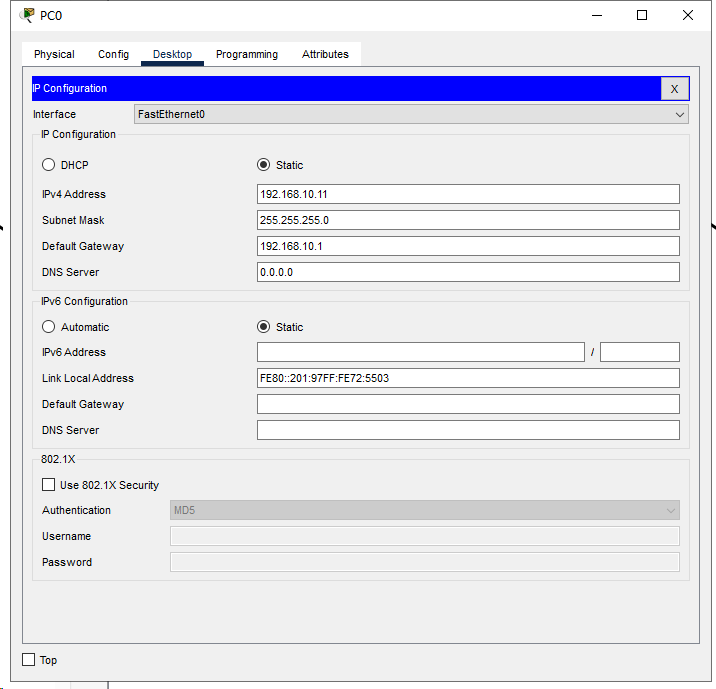 PC0
Physical Config Desktop Programming Attributes
IP Configuration X
Interface FastEthernet0
IP Configuration
DHCP Static
IPv4 Address 192.168.10.11
Subnet Mask 255.255.255.0
Default Gateway 192.168.10.1
DNS Server 0.0.0.0
IPv6 Configuration
Automatic Static
IPv6 Address /
Link Local Address FE80::201:97FF:FE72:5503
Default Gateway
DNS Server
802.1X
Use 802.1X Security
Authentication MD5
Username
Password
Top